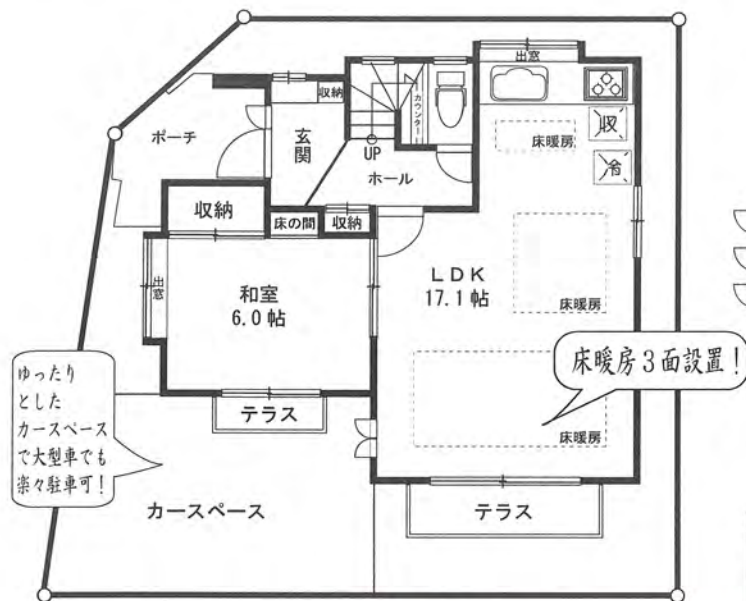 出窓
収納
カウンター
ポーチ
玄関
UP
ホール
床暖房
収
冷
収納
床の間
収納
出窓
和室
6.0 帖
LDK
17.1 帖
床暖房
床暖房3面設置!
ゆったり
とした
カースペース
で大型車でも
楽々駐車可!
テラス
床暖房
カースペース
テラス